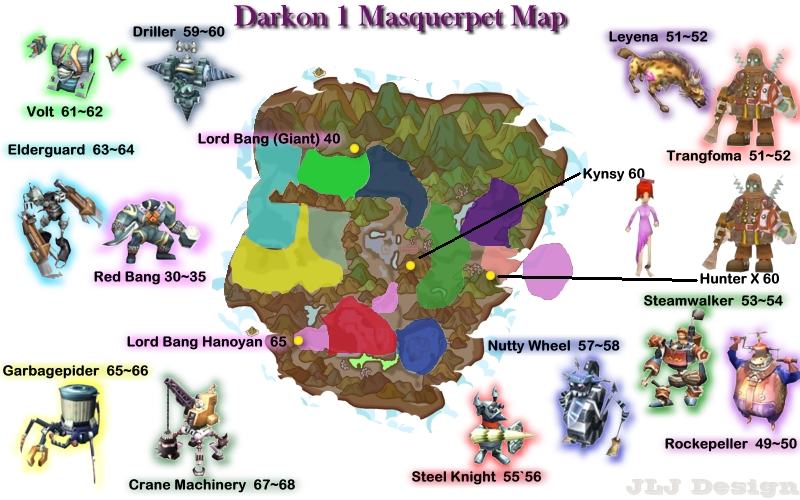 Darkon 1 Masquerpet Map
Driller 59~60
Leyena 51~52
Volt 61~62
Lord Bang (Giant) 40
Elderguard 63~64
Trangfoma 51~52
Kynsy 60
Red Bang 30~35
Hunter X 60
Steamwalker 53~54
Lord Bang Hanoyan 65
Nutty Wheel 57~58
Garbagepider 65~66
Rockepeller 49~50
Steel Knight 55`56
Crane Machinery 67~68
JLJ Design